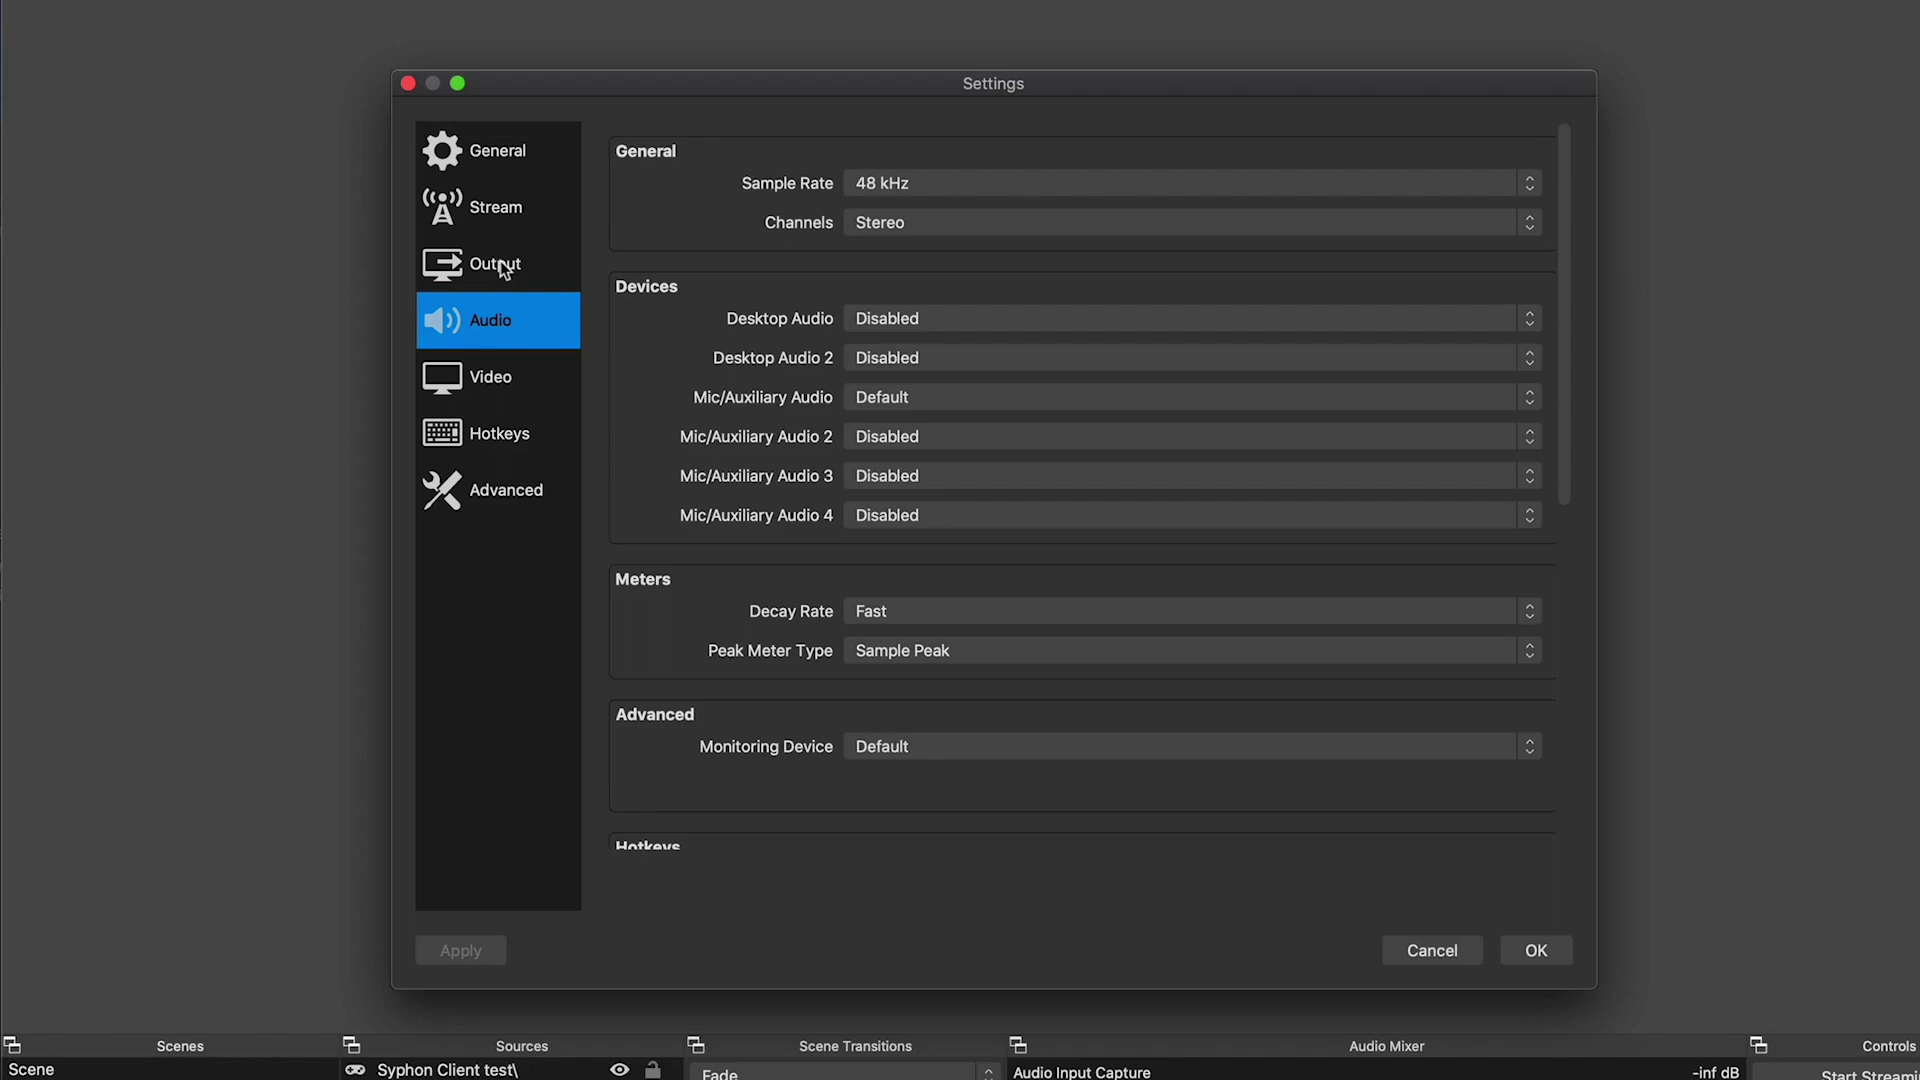 Settings
General
Stream
Output
Audio
Video
Hotkeys
Advanced
General
Sample Rate 48 kHz
Channels Stereo
Devices
Desktop Audio Disabled
Desktop Audio 2 Disabled
Mic/Auxiliary Audio Default
Mic/Auxiliary Audio 2 Disabled
Mic/Auxiliary Audio 3 Disabled
Mic/Auxiliary Audio 4 Disabled
Meters
Decay Rate Fast
Peak Meter Type Sample Peak
Advanced
Monitoring Device Default
Hotkeys
Apply Cancel OK
Scenes Sources Scene Transitions Audio Mixer Controls
Scene Syphon Client test\ Fade Audio Input Capture -inf dB Start Streami